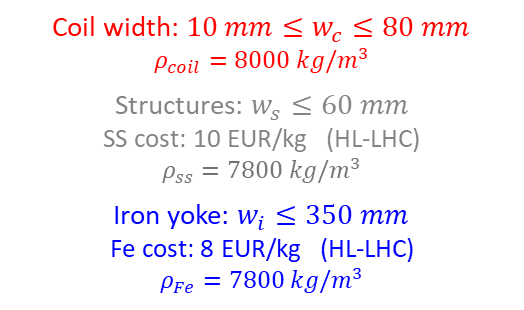 Coil width: 10 mm ≤ w_c ≤ 80 mm
ρ_coil = 8000 kg/m³
Structures: w_s ≤ 60 mm
SS cost: 10 EUR/kg (HL-LHC)
ρ_ss = 7800 kg/m³
Iron yoke: w_i ≤ 350 mm
Fe cost: 8 EUR/kg (HL-LHC)
ρ_Fe = 7800 kg/m³